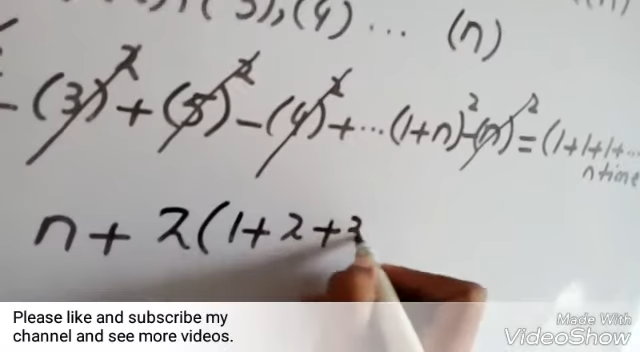 (3), (4) ... (n)
- (3)² + (5)² - (4)² + ... (1+n)² - (n)² = (1+1+1+...
n time
n + 2(1+2+3
Please like and subscribe my
channel and see more videos.
Made With
VideoShow